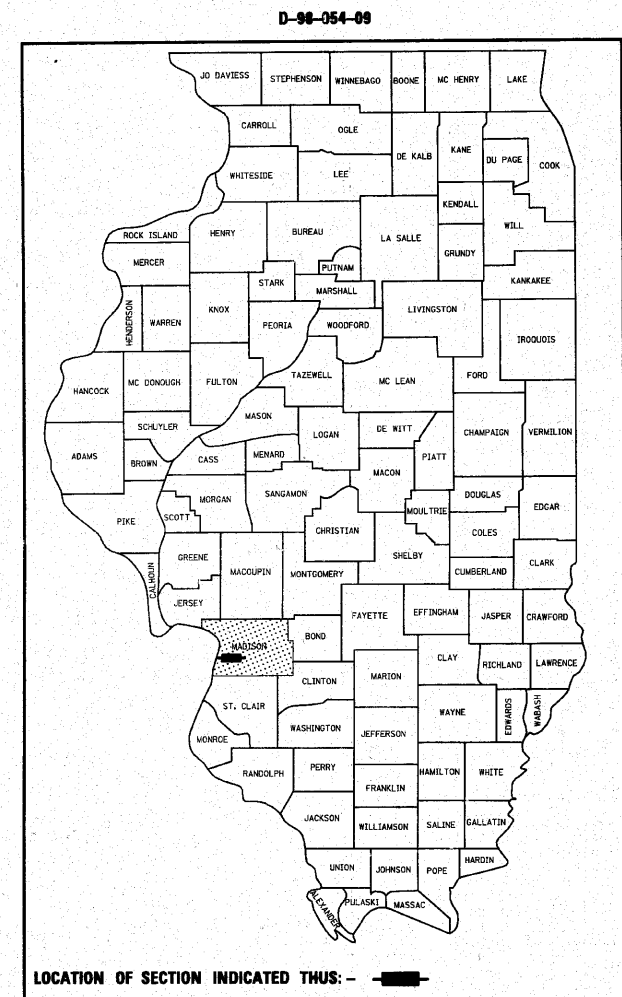 D-98-054-09
JO DAVIESS STEPHENSON WINNEBAGO BOONE MC HENRY LAKE
CARROLL OGLE DE KALB KANE DU PAGE COOK
WHITESIDE LEE KENDALL WILL
ROCK ISLAND HENRY BUREAU LA SALLE GRUNDY
MERCER PUTNAM KANKAKEE
STARK MARSHALL
HENDERSON WARREN KNOX PEORIA WOODFORD LIVINGSTON IROQUOIS
HANCOCK MC DONOUGH FULTON TAZEWELL MC LEAN FORD
SCHUYLER MASON LOGAN DE WITT CHAMPAIGN VERMILION
ADAMS BROWN CASS MENARD MACON PIATT
PIKE SCOTT MORGAN SANGAMON CHRISTIAN MOULTRIE DOUGLAS EDGAR
COLES
CALHOUN GREENE MACOUPIN MONTGOMERY SHELBY CUMBERLAND CLARK
JERSEY FAYETTE EFFINGHAM JASPER CRAWFORD
MADISON BOND CLAY RICHLAND LAWRENCE
CLINTON MARION
ST. CLAIR WAYNE EDWARDS WABASH
MONROE WASHINGTON JEFFERSON
RANDOLPH PERRY FRANKLIN HAMILTON WHITE
JACKSON WILLIAMSON SALINE GALLATIN
UNION JOHNSON POPE HARDIN
ALEXANDER PULASKI MASSAC
LOCATION OF SECTION INDICATED THUS: -